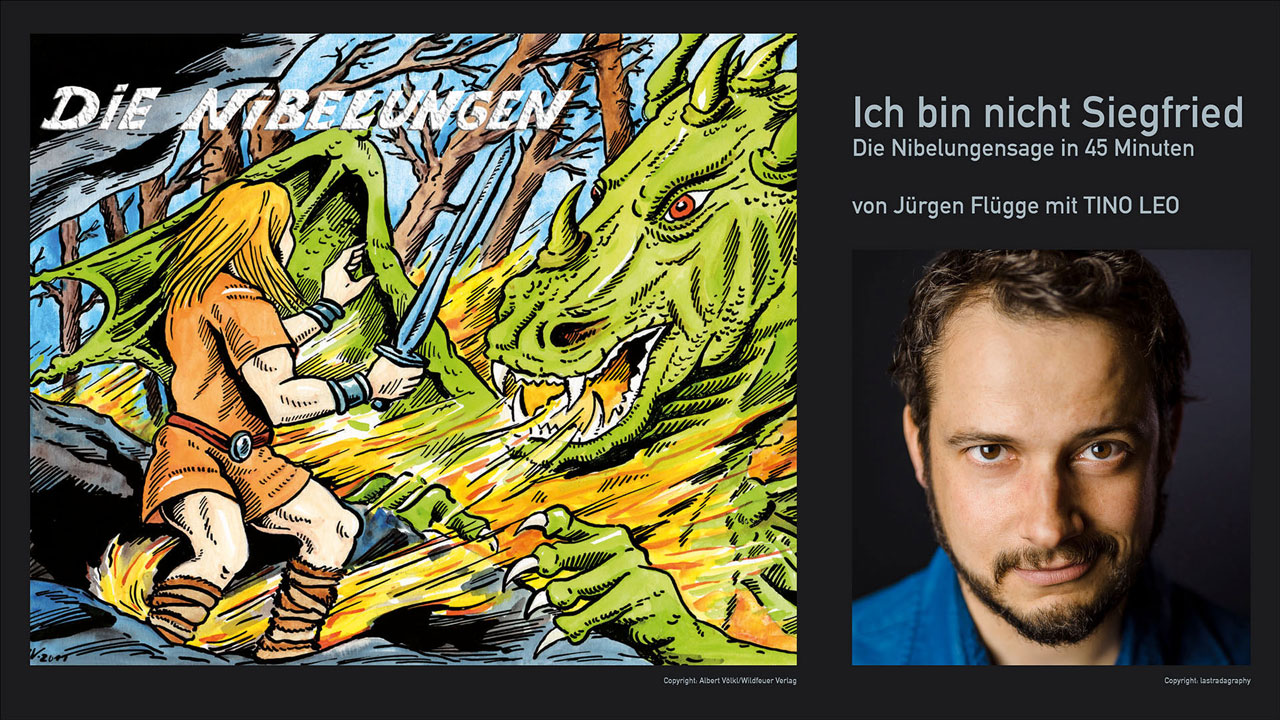 DiE NiBELUNGEN
Ich bin nicht Siegfried
Die Nibelungensage in 45 Minuten
von Jürgen Flügge mit TINO LEO
Copyright: Albert Völkl/Wildfeuer Verlag
Copyright: lastradagraphy